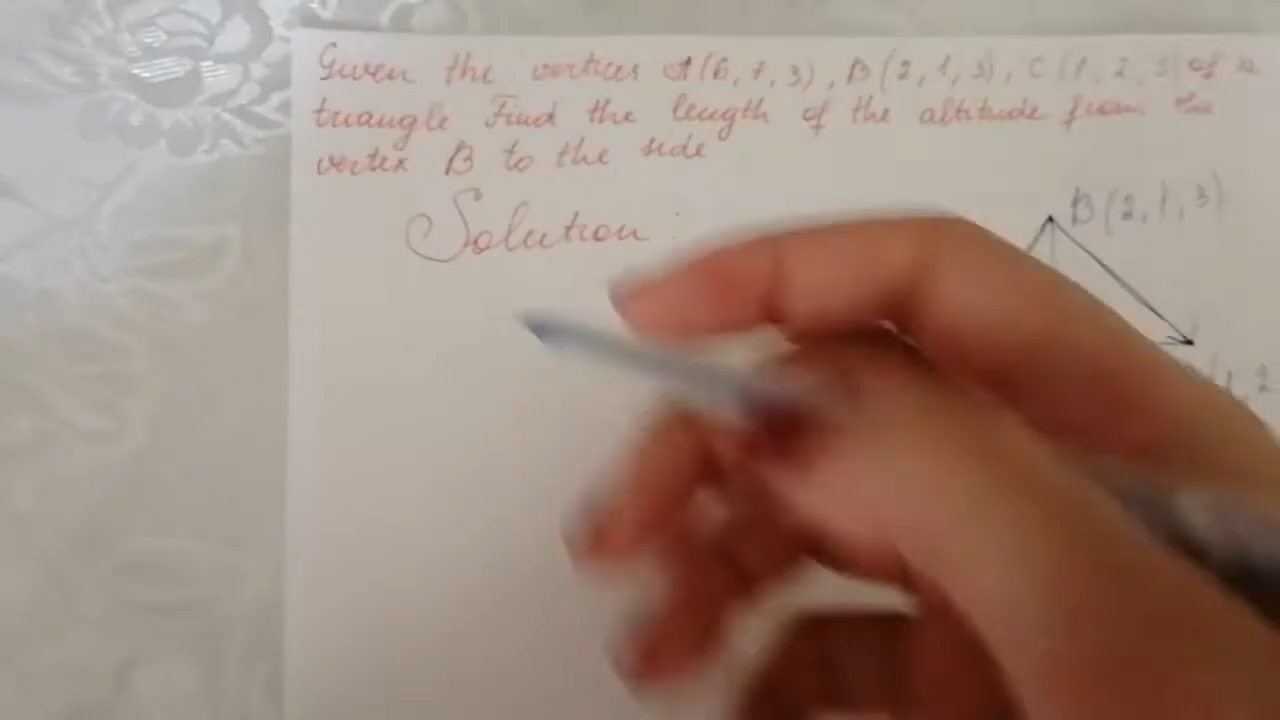 Given the vertices A(6, 7, 3), B(2, 1, 3), C(1, 2, 3) of a
triangle Find the length of the altitude from the
vertex B to the side
Solution :
B(2, 1, 3)